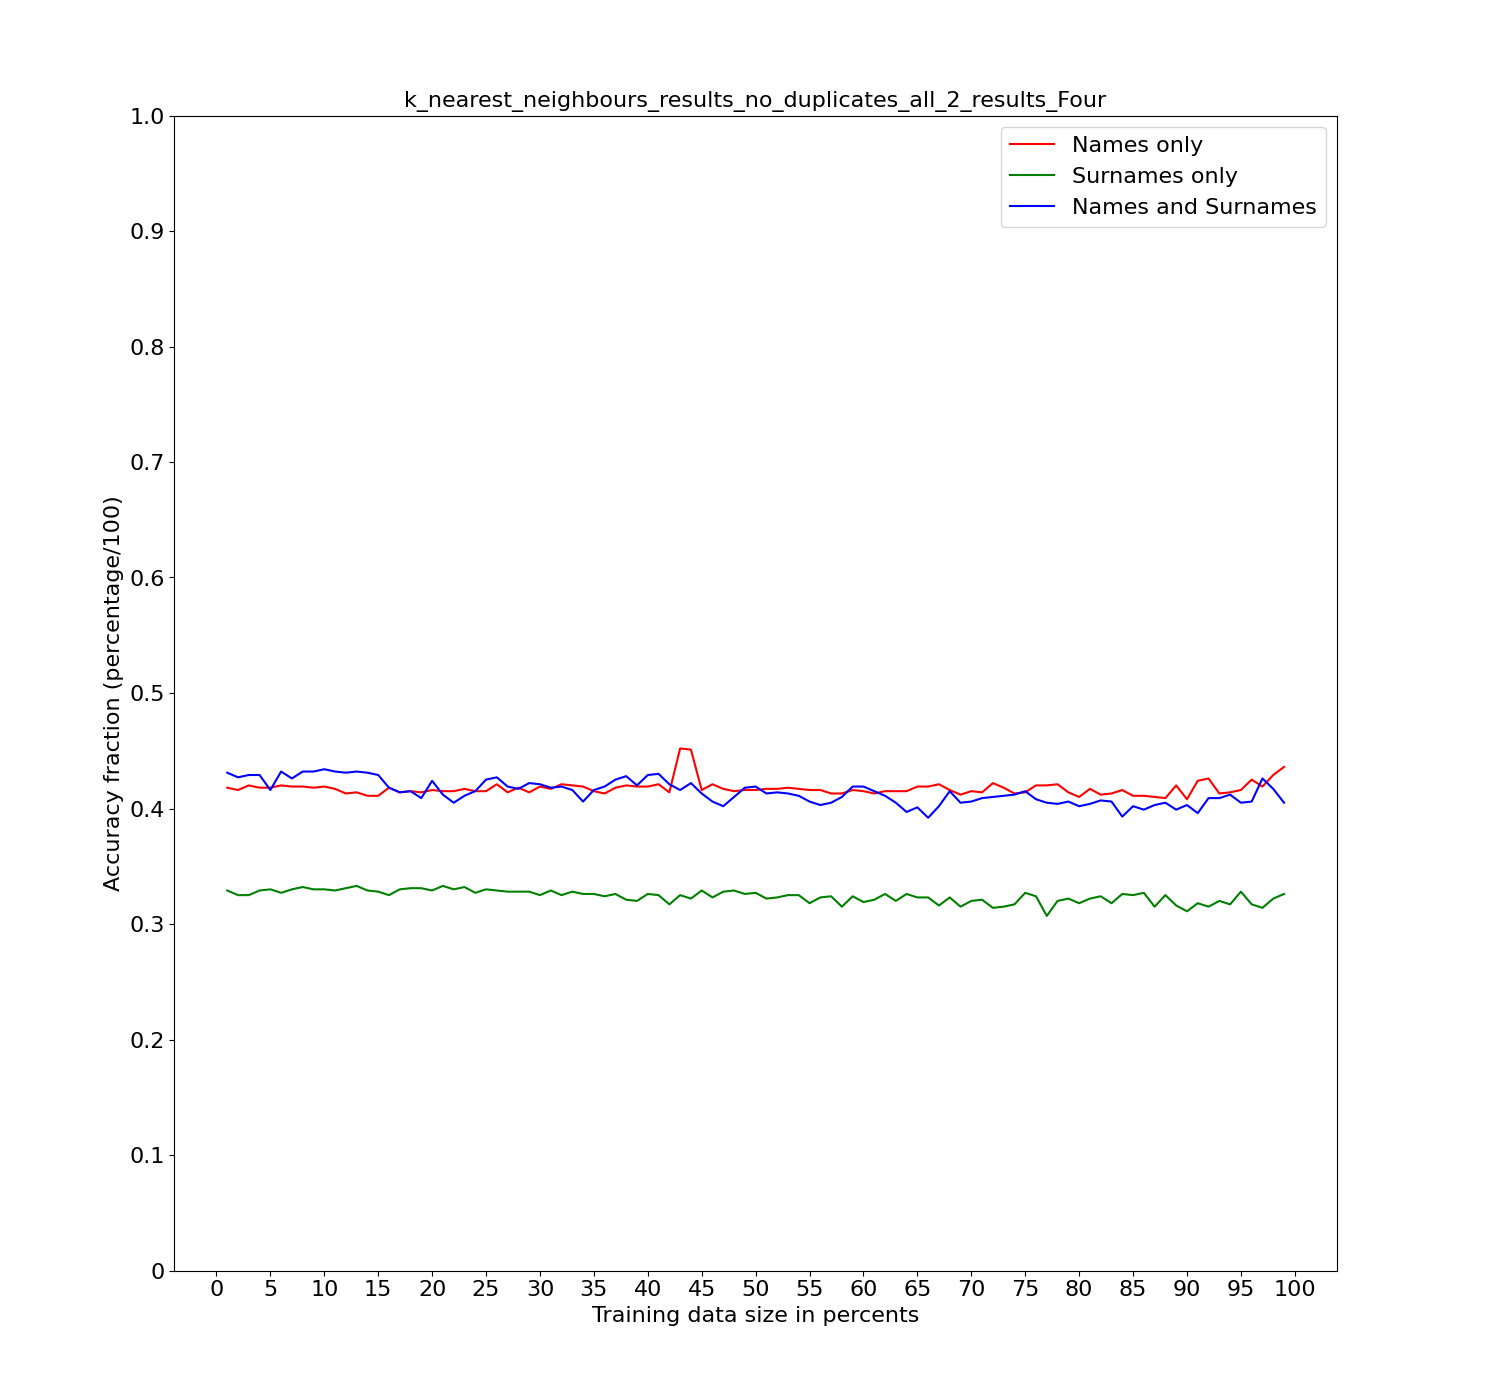 k_nearest_neighbours_results_no_duplicates_all_2_results_Four
Names only
Surnames only
Names and Surnames
1.0
0.9
0.8
0.7
0.6
0.5
0.4
0.3
0.2
0.1
0
Accuracy fraction (percentage/100)
0 5 10 15 20 25 30 35 40 45 50 55 60 65 70 75 80 85 90 95 100
Training data size in percents